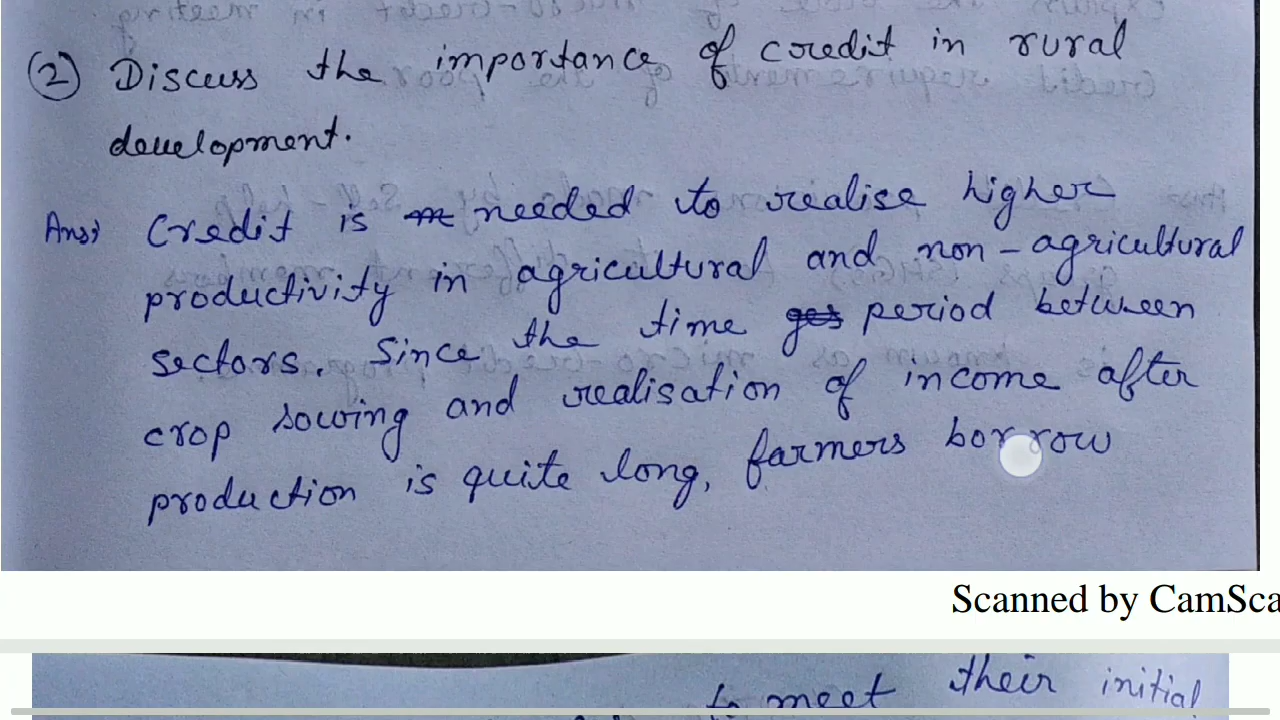 (2) Discuss the importance of credit in rural
development.
Ans) Credit is needed to realise higher
productivity in agricultural and non-agricultural
sectors. Since the time period between
crop sowing and realisation of income after
production is quite long, farmers borrow
Scanned by CamSca
to meet their initial